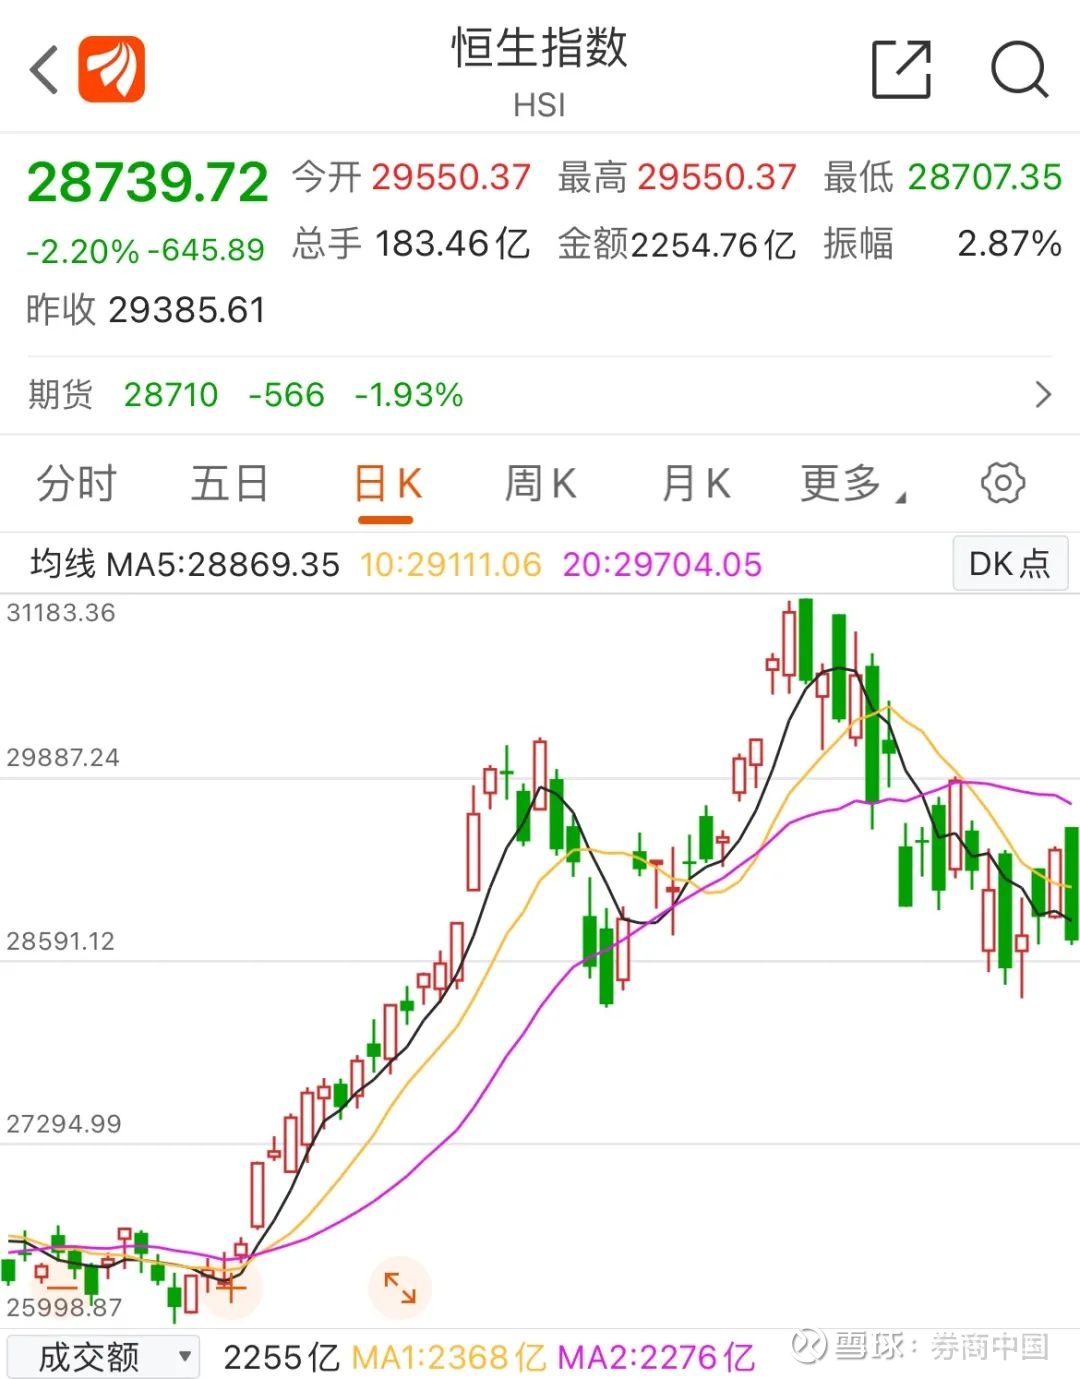 恒生指数
HSI
28739.72 今开 29550.37 最高 29550.37 最低 28707.35
-2.20% -645.89 总手 183.46亿 金额 2254.76亿 振幅 2.87%
昨收 29385.61
期货 28710 -566 -1.93%
分时 五日 日K 周K 月K 更多
均线 MA5:28869.35 10:29111.06 20:29704.05 DK点
31183.36
29887.24
28591.12
27294.99
25998.87
成交额 2255亿 MA1:2368亿 MA2:2276亿
雪球：券商中国